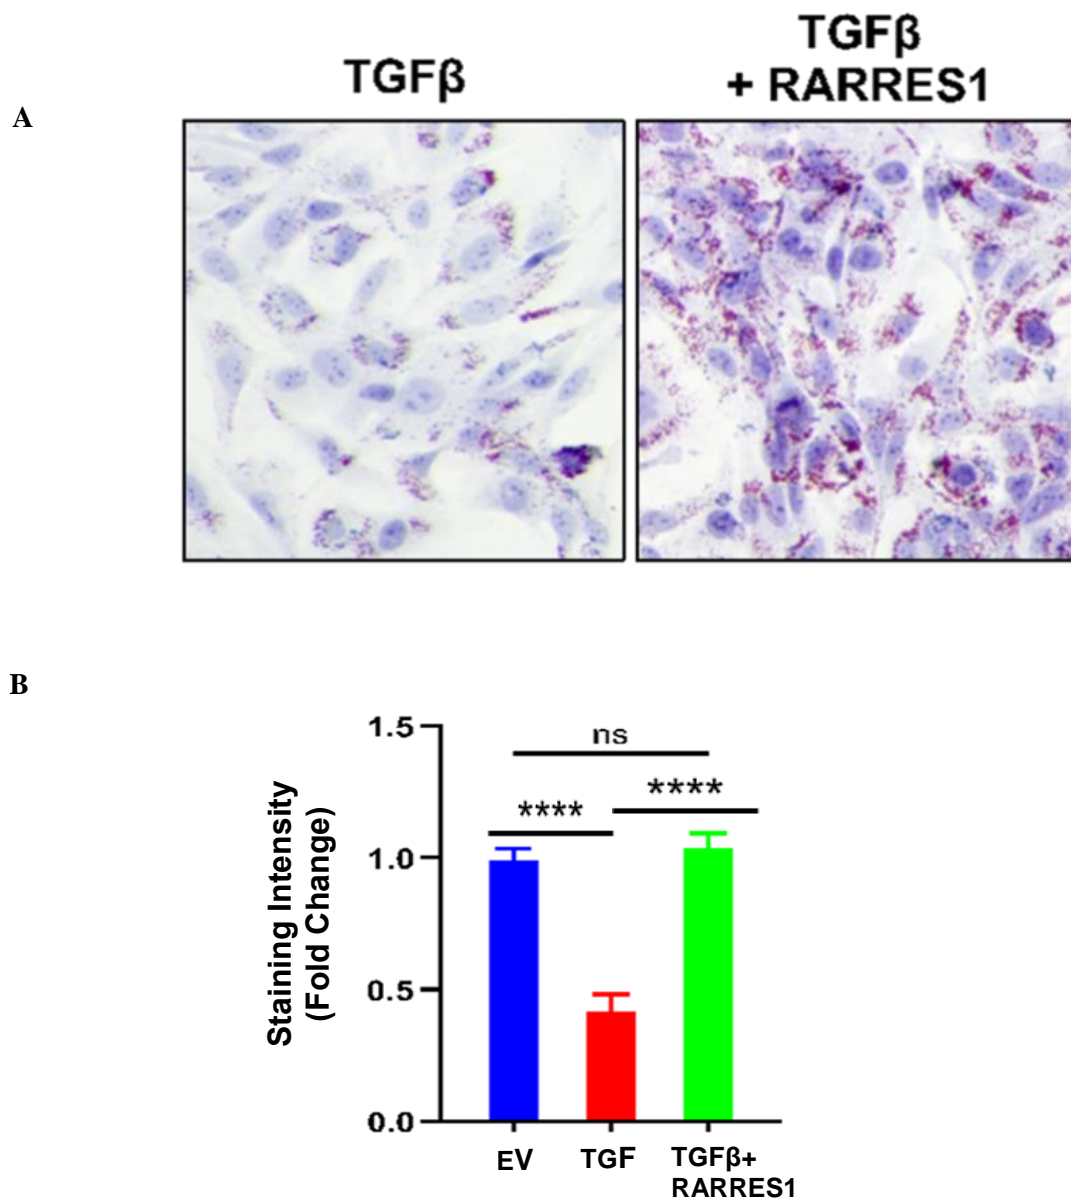 A
TGFβ
TGFβ
+ RARRES1
B
Staining Intensity
(Fold Change)
1.5
1.0
0.5
0.0
ns
****
****
EV
TGF
TGFβ+
RARRES1